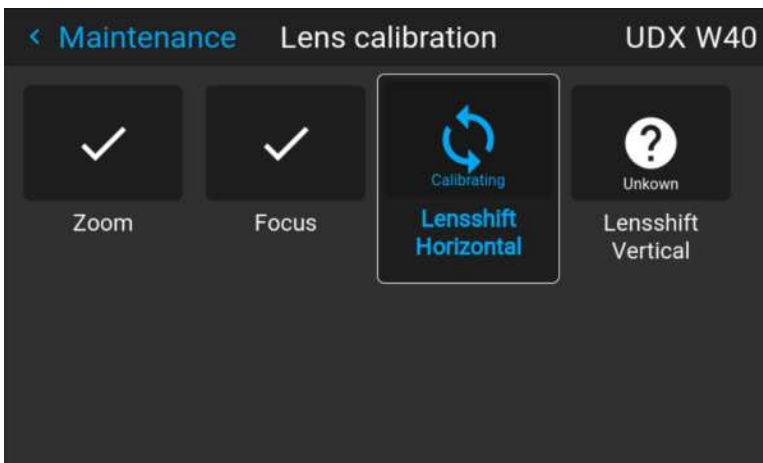 < Maintenance Lens calibration UDX W40
Calibrating
Unkown
Zoom
Focus
Lensshift
Horizontal
Lensshift
Vertical